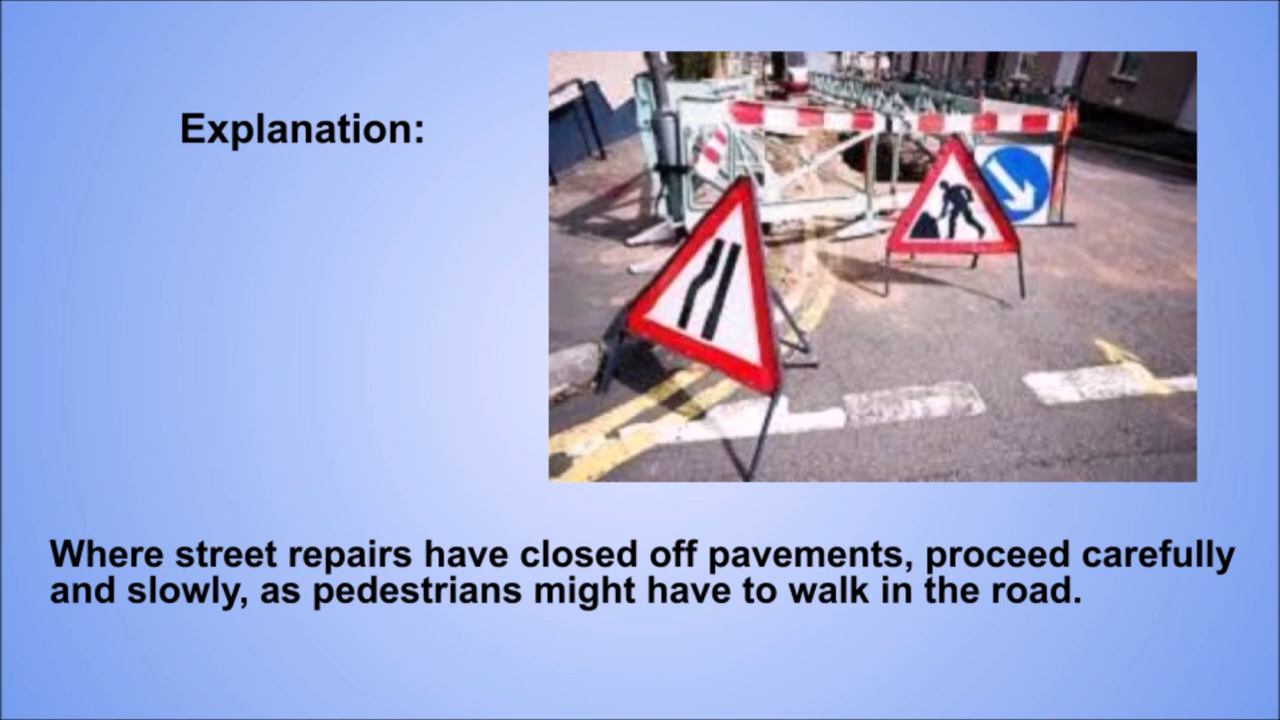 Explanation:
Where street repairs have closed off pavements, proceed carefully
and slowly, as pedestrians might have to walk in the road.